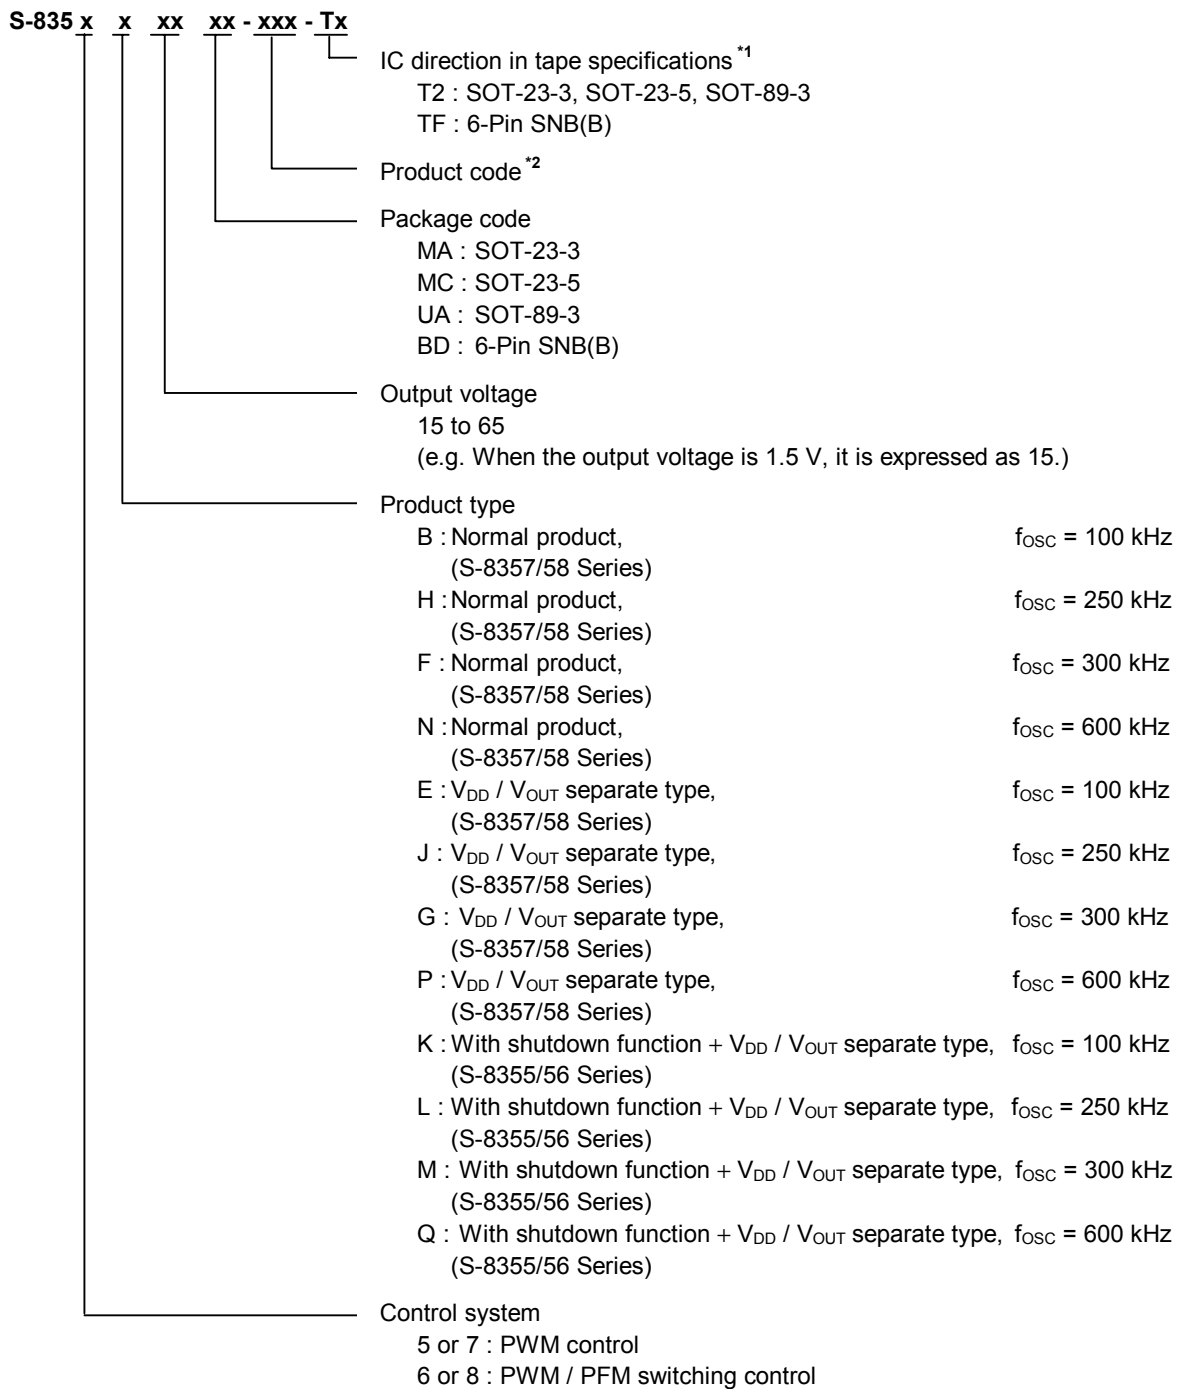 S-835 x x xx xx - xxx - Tx
IC direction in tape specifications *1
T2 : SOT-23-3, SOT-23-5, SOT-89-3
TF : 6-Pin SNB(B)
Product code *2
Package code
MA : SOT-23-3
MC : SOT-23-5
UA : SOT-89-3
BD : 6-Pin SNB(B)
Output voltage
15 to 65
(e.g. When the output voltage is 1.5 V, it is expressed as 15.)
Product type
B : Normal product, fOSC = 100 kHz
(S-8357/58 Series)
H : Normal product, fOSC = 250 kHz
(S-8357/58 Series)
F : Normal product, fOSC = 300 kHz
(S-8357/58 Series)
N : Normal product, fOSC = 600 kHz
(S-8357/58 Series)
E : VDD / VOUT separate type, fOSC = 100 kHz
(S-8357/58 Series)
J : VDD / VOUT separate type, fOSC = 250 kHz
(S-8357/58 Series)
G : VDD / VOUT separate type, fOSC = 300 kHz
(S-8357/58 Series)
P : VDD / VOUT separate type, fOSC = 600 kHz
(S-8357/58 Series)
K : With shutdown function + VDD / VOUT separate type, fOSC = 100 kHz
(S-8355/56 Series)
L : With shutdown function + VDD / VOUT separate type, fOSC = 250 kHz
(S-8355/56 Series)
M : With shutdown function + VDD / VOUT separate type, fOSC = 300 kHz
(S-8355/56 Series)
Q : With shutdown function + VDD / VOUT separate type, fOSC = 600 kHz
(S-8355/56 Series)
Control system
5 or 7 : PWM control
6 or 8 : PWM / PFM switching control